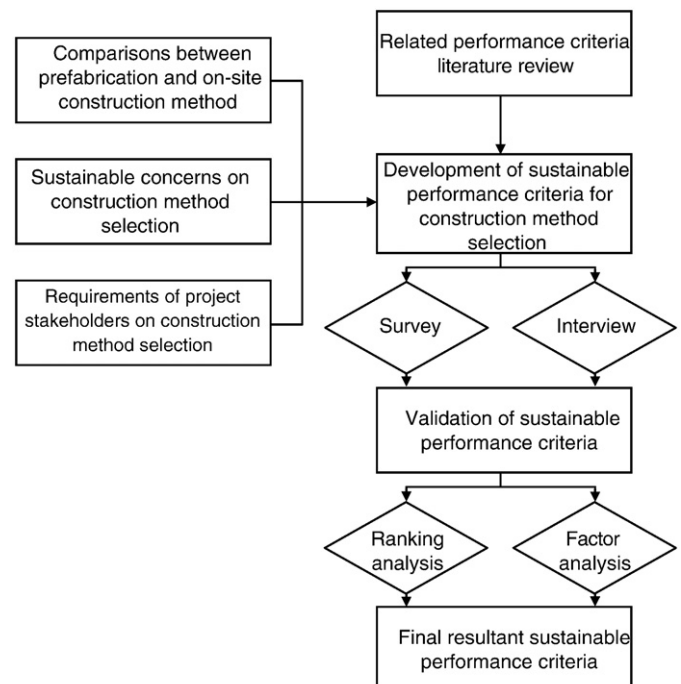 Comparisons between
prefabrication and on-site
construction method
Related performance criteria
literature review
Sustainable concerns on
construction method
selection
Development of sustainable
performance criteria for
construction method
selection
Requirements of project
stakeholders on construction
method selection
Survey
Interview
Validation of sustainable
performance criteria
Ranking
analysis
Factor
analysis
Final resultant sustainable
performance criteria